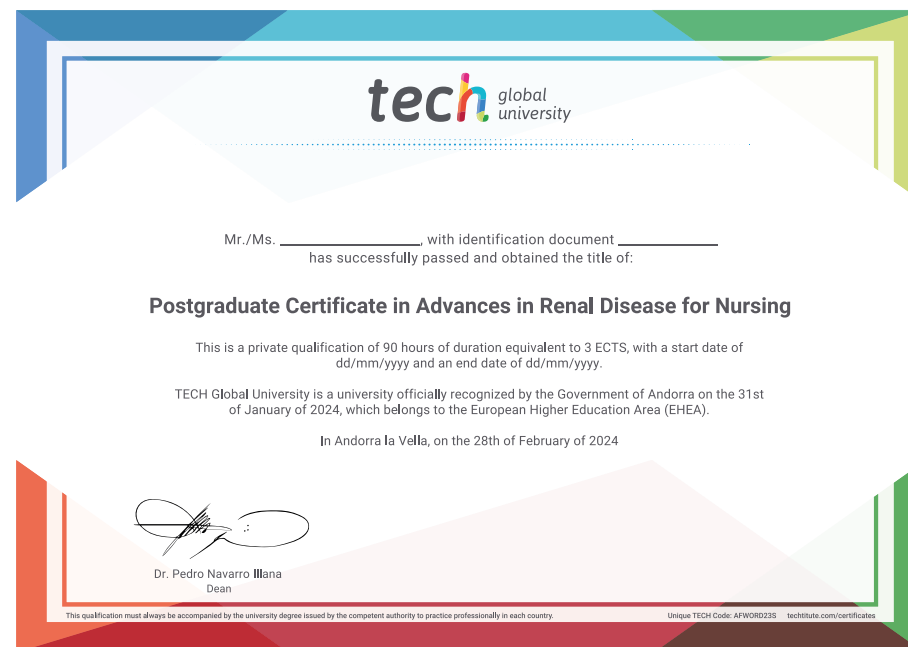 tech global university
Mr./Ms. ____________________, with identification document ______________
has successfully passed and obtained the title of:
Postgraduate Certificate in Advances in Renal Disease for Nursing
This is a private qualification of 90 hours of duration equivalent to 3 ECTS, with a start date of
dd/mm/yyyy and an end date of dd/mm/yyyy.
TECH Global University is a university officially recognized by the Government of Andorra on the 31st
of January of 2024, which belongs to the European Higher Education Area (EHEA).
In Andorra la Vella, on the 28th of February of 2024
Dr. Pedro Navarro Illana
Dean
This qualification must always be accompanied by the university degree issued by the competent authority to practice professionally in each country.
Unique TECH Code: AFWORD23S techtitute.com/certificates